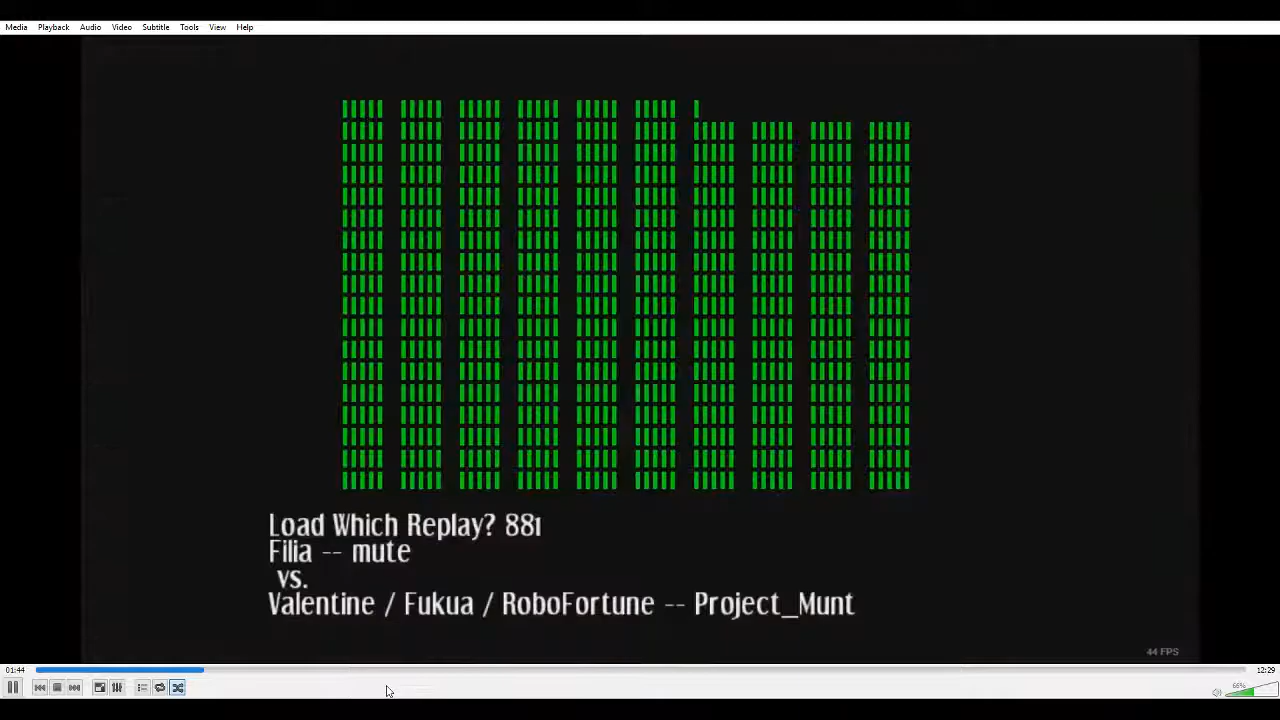 Media Playback Audio Video Subtitle Tools View Help
Load Which Replay? 881
Filia -- mute
vs.
Valentine / Fukua / RoboFortune -- Project_Munt
44 FPS
01:44 12:29
66%